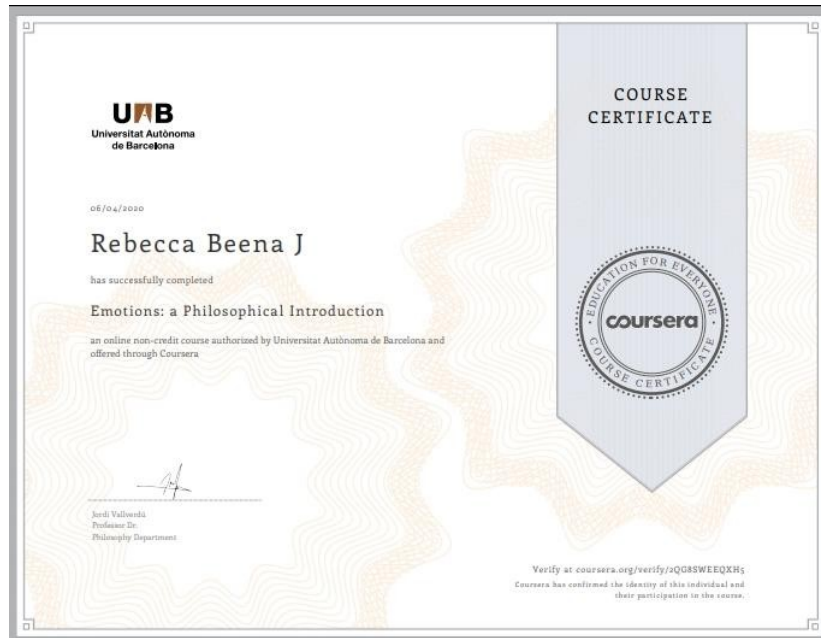 UAB
Universitat Autònoma
de Barcelona
06/04/2020
Rebecca Beena J
has successfully completed
Emotions: a Philosophical Introduction
an online non-credit course authorized by Universitat Autònoma de Barcelona and
offered through Coursera
Jordi Vallverdú
Professor Dr.
Philosophy Department
COURSE
CERTIFICATE
EDUCATION FOR EVERYONE
coursera
COURSE CERTIFICATE
Verify at coursera.org/verify/2QG8SWEEQXH5
Coursera has confirmed the identity of this individual and
their participation in the course.